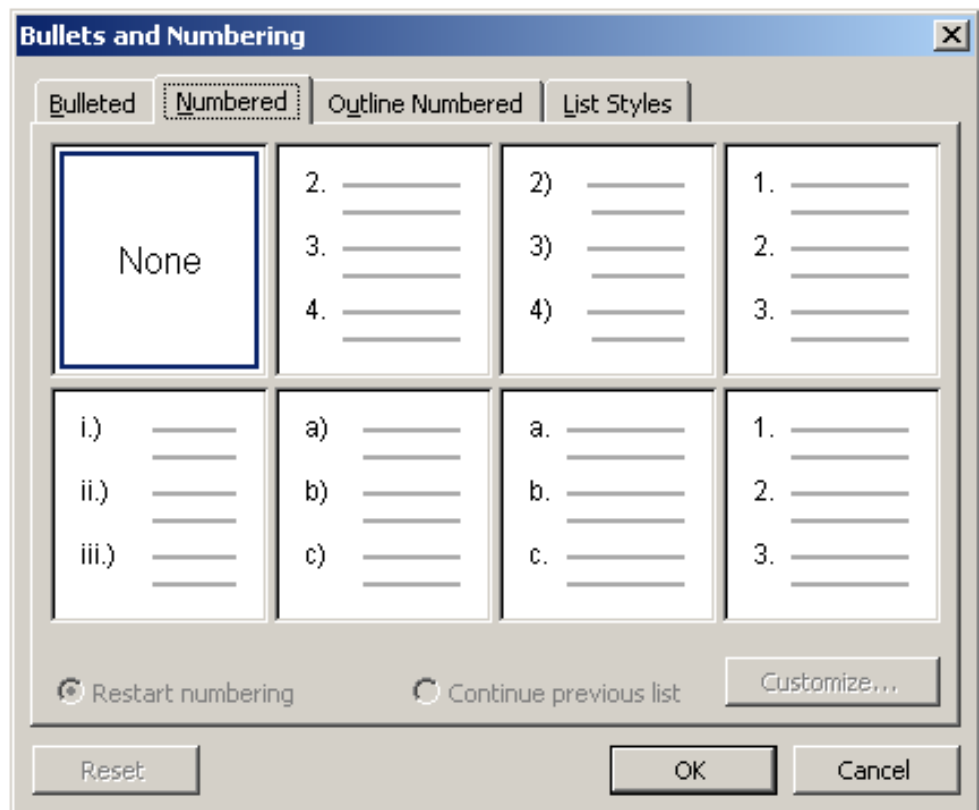 Bullets and Numbering
Bulleted Numbered Outline Numbered List Styles
None
2.
3.
4.
2)
3)
4)
1.
2.
3.
i.)
ii.)
iii.)
a)
b)
c)
a.
b.
c.
1.
2.
3.
Restart numbering Continue previous list Customize...
Reset OK Cancel